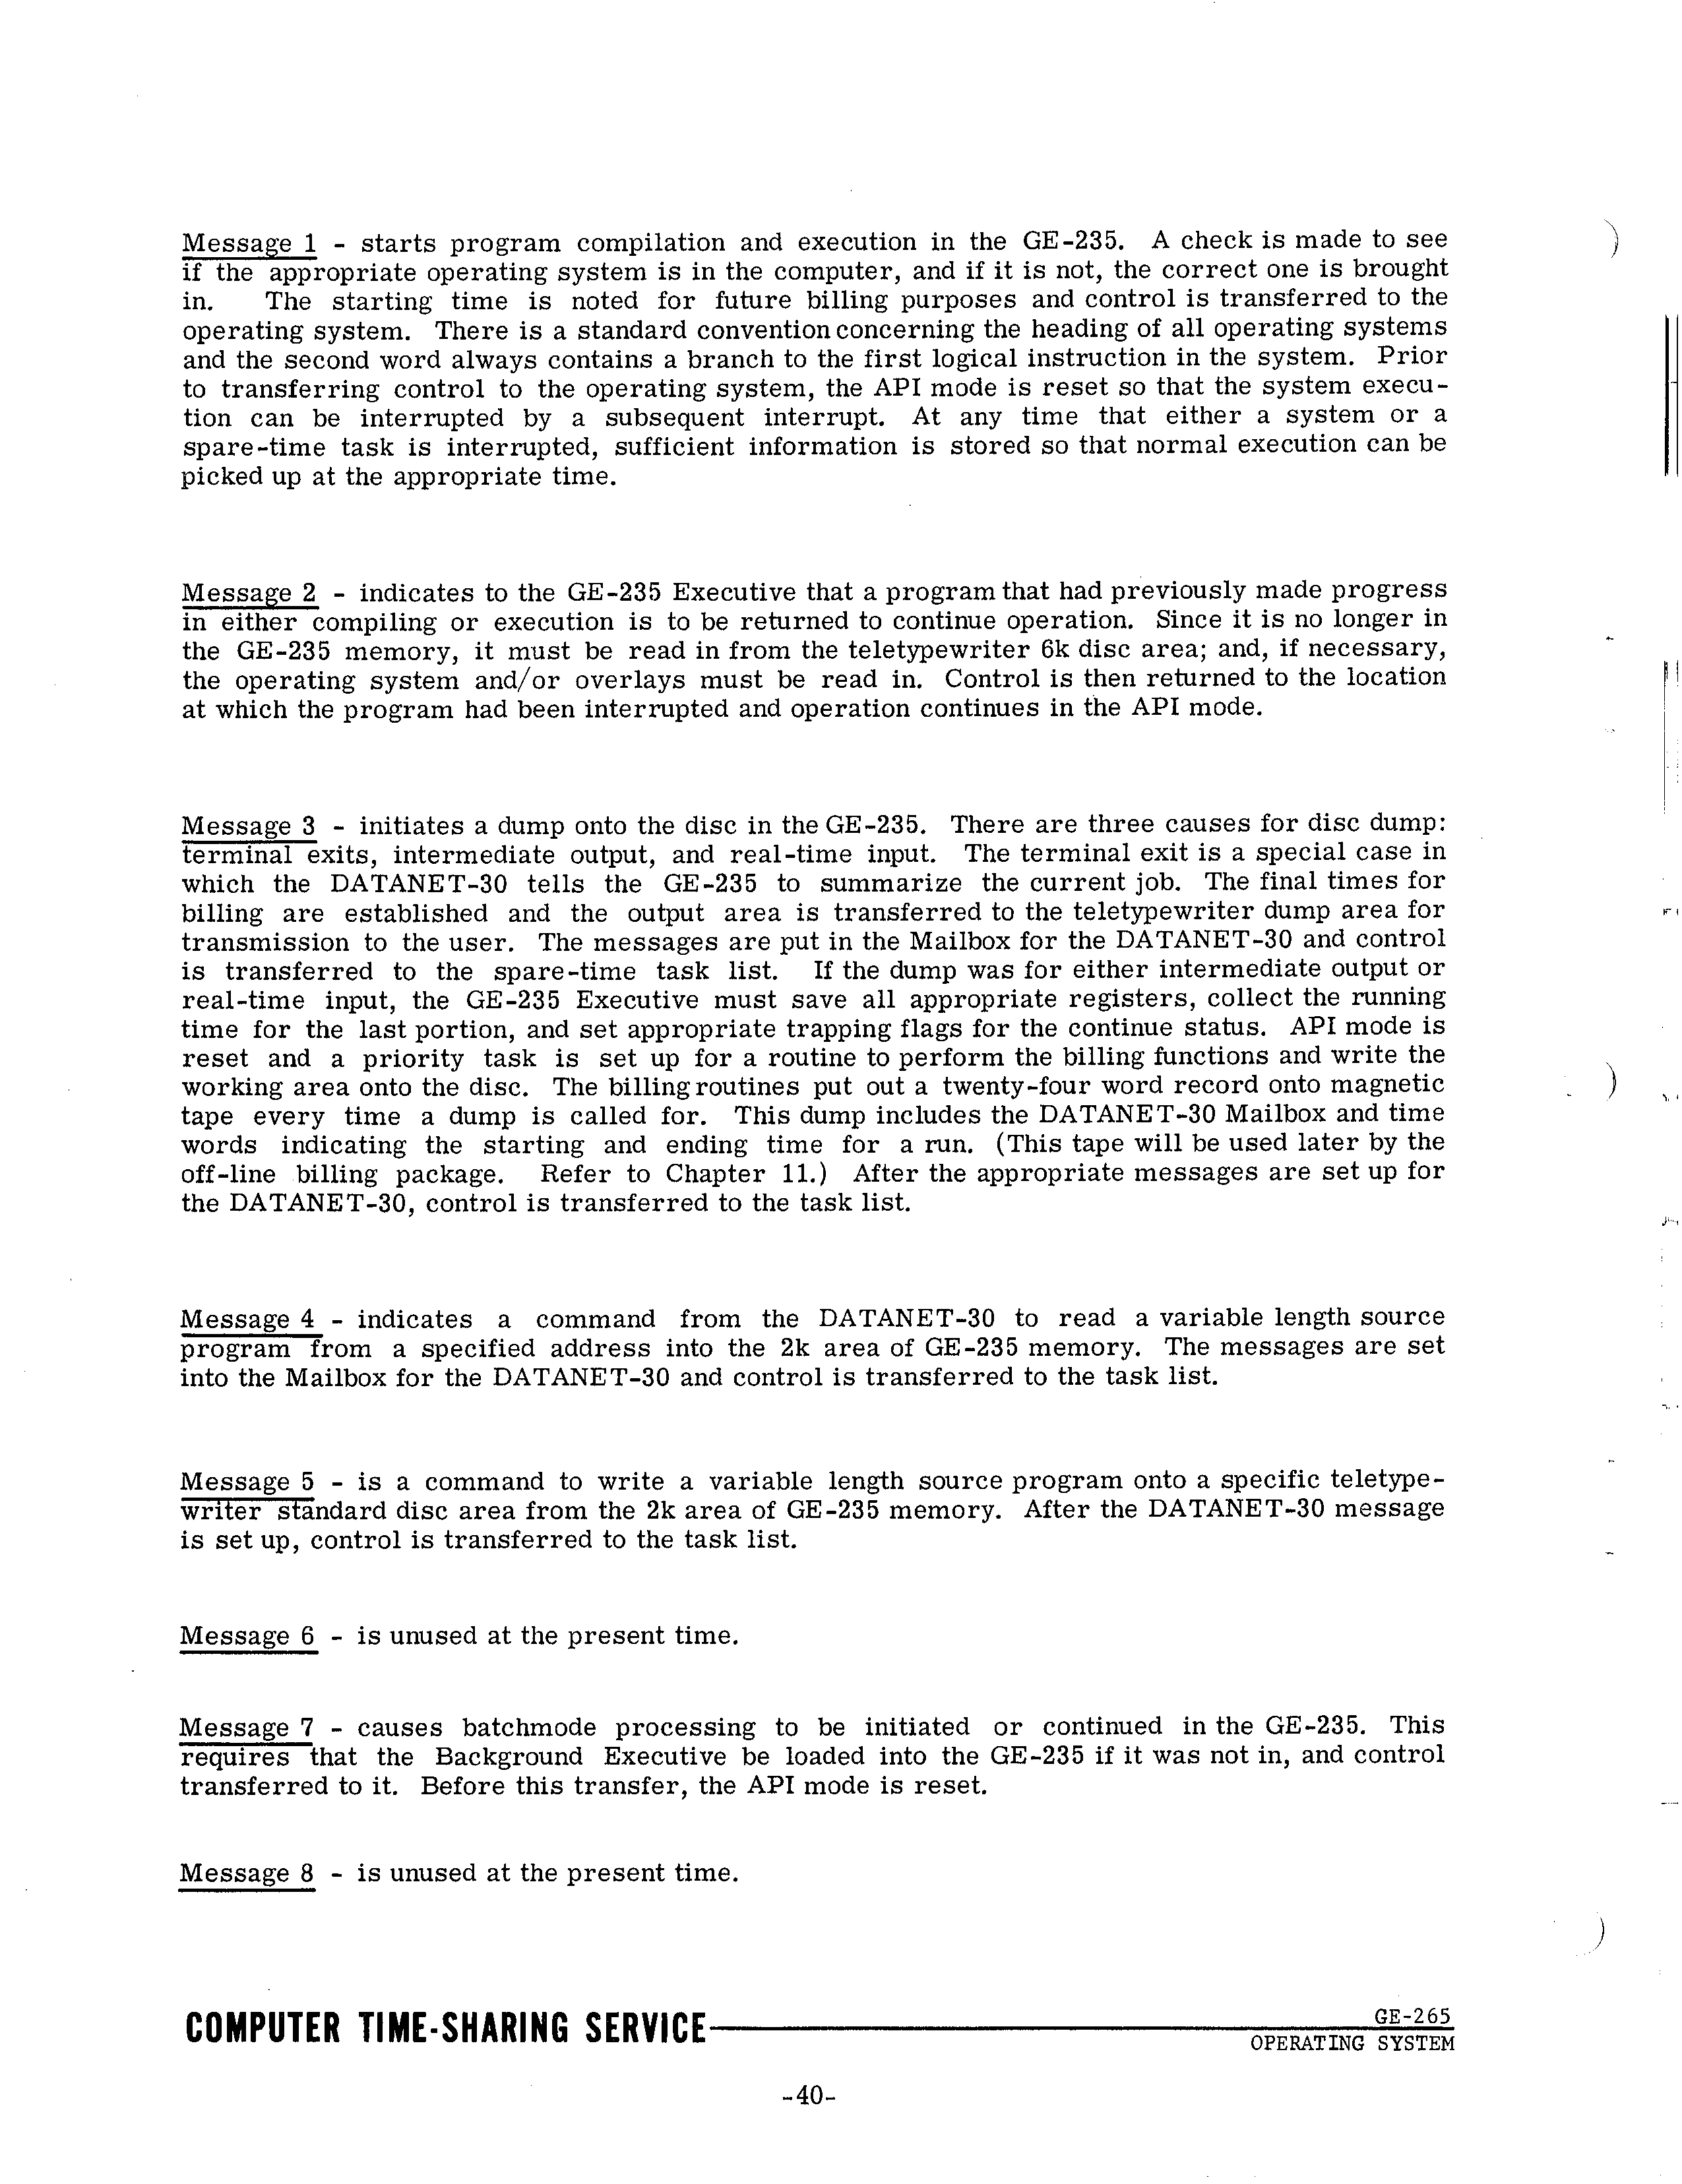 Message 1 - starts program compilation and execution in the GE-235. A check is made to see
if the appropriate operating system is in the computer, and if it is not, the correct one is brought
in. The starting time is noted for future billing purposes and control is transferred to the
operating system. There is a standard convention concerning the heading of all operating systems
and the second word always contains a branch to the first logical instruction in the system. Prior
to transferring control to the operating system, the API mode is reset so that the system execu-
tion can be interrupted by a subsequent interrupt. At any time that either a system or a
spare-time task is interrupted, sufficient information is stored so that normal execution can be
picked up at the appropriate time.
Message 2 - indicates to the GE-235 Executive that a program that had previously made progress
in either compiling or execution is to be returned to continue operation. Since it is no longer in
the GE-235 memory, it must be read in from the teletypewriter 6k disc area; and, if necessary,
the operating system and/or overlays must be read in. Control is then returned to the location
at which the program had been interrupted and operation continues in the API mode.
Message 3 - initiates a dump onto the disc in the GE-235. There are three causes for disc dump:
terminal exits, intermediate output, and real-time input. The terminal exit is a special case in
which the DATANET-30 tells the GE-235 to summarize the current job. The final times for
billing are established and the output area is transferred to the teletypewriter dump area for
transmission to the user. The messages are put in the Mailbox for the DATANET-30 and control
is transferred to the spare-time task list. If the dump was for either intermediate output or
real-time input, the GE-235 Executive must save all appropriate registers, collect the running
time for the last portion, and set appropriate trapping flags for the continue status. API mode is
reset and a priority task is set up for a routine to perform the billing functions and write the
working area onto the disc. The billing routines put out a twenty-four word record onto magnetic
tape every time a dump is called for. This dump includes the DATANET-30 Mailbox and time
words indicating the starting and ending time for a run. (This tape will be used later by the
off-line billing package. Refer to Chapter 11.) After the appropriate messages are set up for
the DATANET-30, control is transferred to the task list.
Message 4 - indicates a command from the DATANET-30 to read a variable length source
program from a specified address into the 2k area of GE-235 memory. The messages are set
into the Mailbox for the DATANET-30 and control is transferred to the task list.
Message 5 - is a command to write a variable length source program onto a specific teletype-
writer standard disc area from the 2k area of GE-235 memory. After the DATANET-30 message
is set up, control is transferred to the task list.
Message 6 - is unused at the present time.
Message 7 - causes batchmode processing to be initiated or continued in the GE-235. This
requires that the Background Executive be loaded into the GE-235 if it was not in, and control
transferred to it. Before this transfer, the API mode is reset.
Message 8 - is unused at the present time.
COMPUTER TIME-SHARING SERVICE
GE-265
OPERATING SYSTEM
-40-